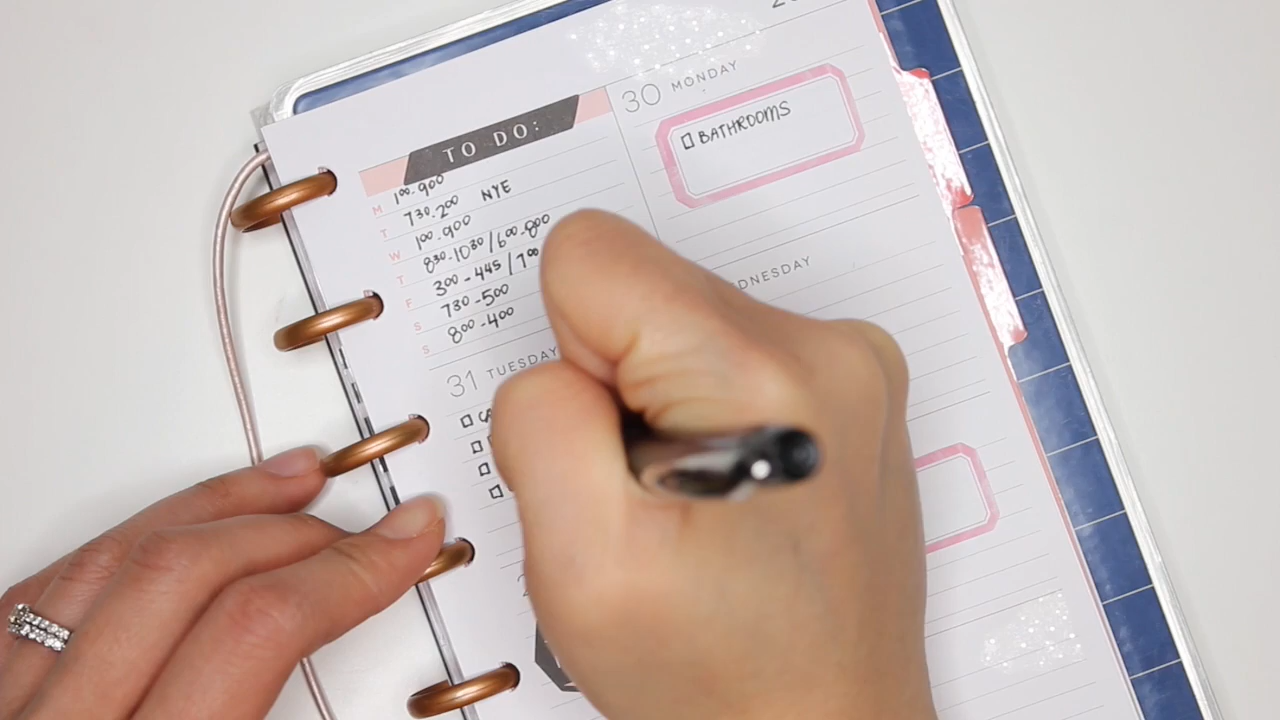 TO DO:
M 1⁰⁰-9⁰⁰
T 7³⁰-2⁰⁰ NYE
W 1⁰⁰-9⁰⁰
T 8³⁰-10³⁰ / 6⁰⁰-8⁰⁰
F 3⁰⁰-4⁴⁵ / 7⁰⁰
S 7³⁰-5⁰⁰
S 8⁰⁰-4⁰⁰
31 TUESDAY
30 MONDAY
BATHROOMS